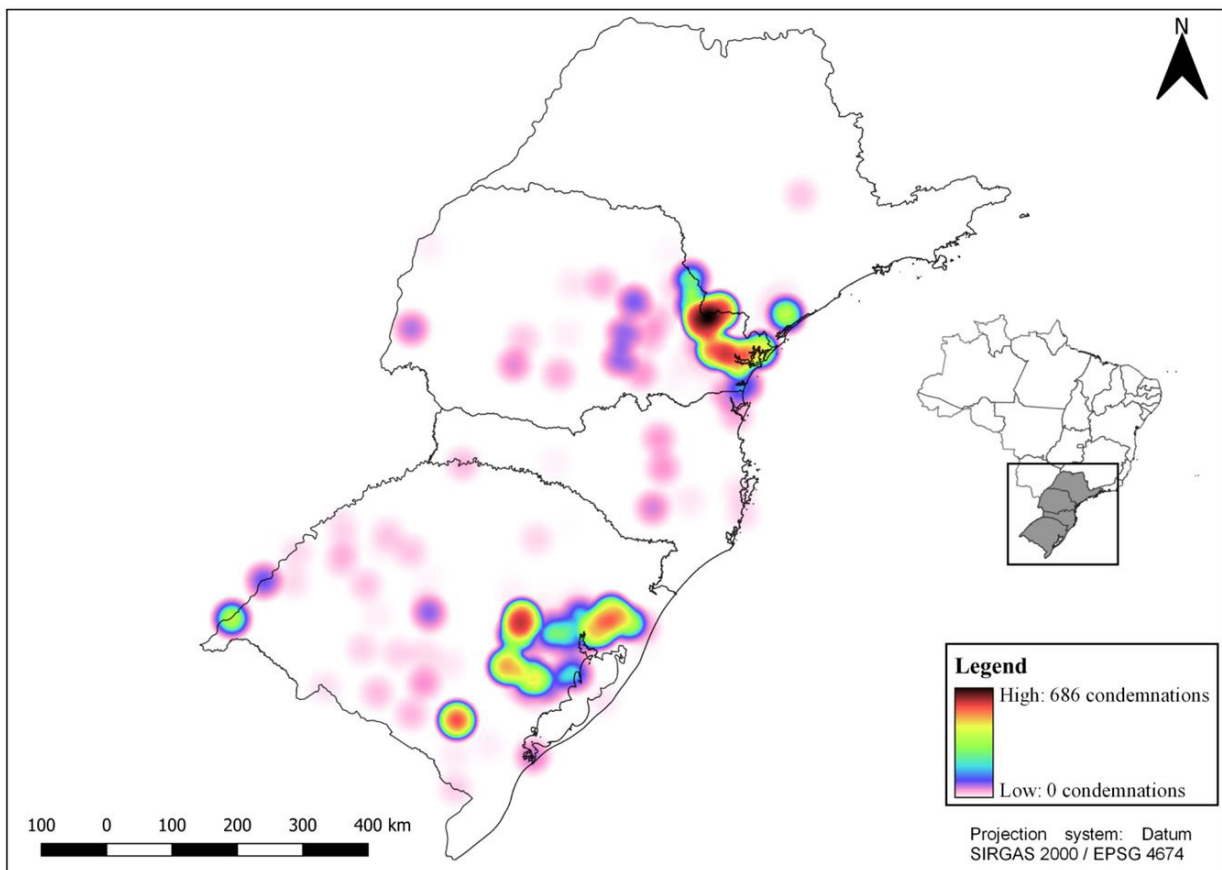 N
Legend
High: 686 condemnations
Low: 0 condemnations
100 0 100 200 300 400 km
Projection system: Datum
SIRGAS 2000 / EPSG 4674